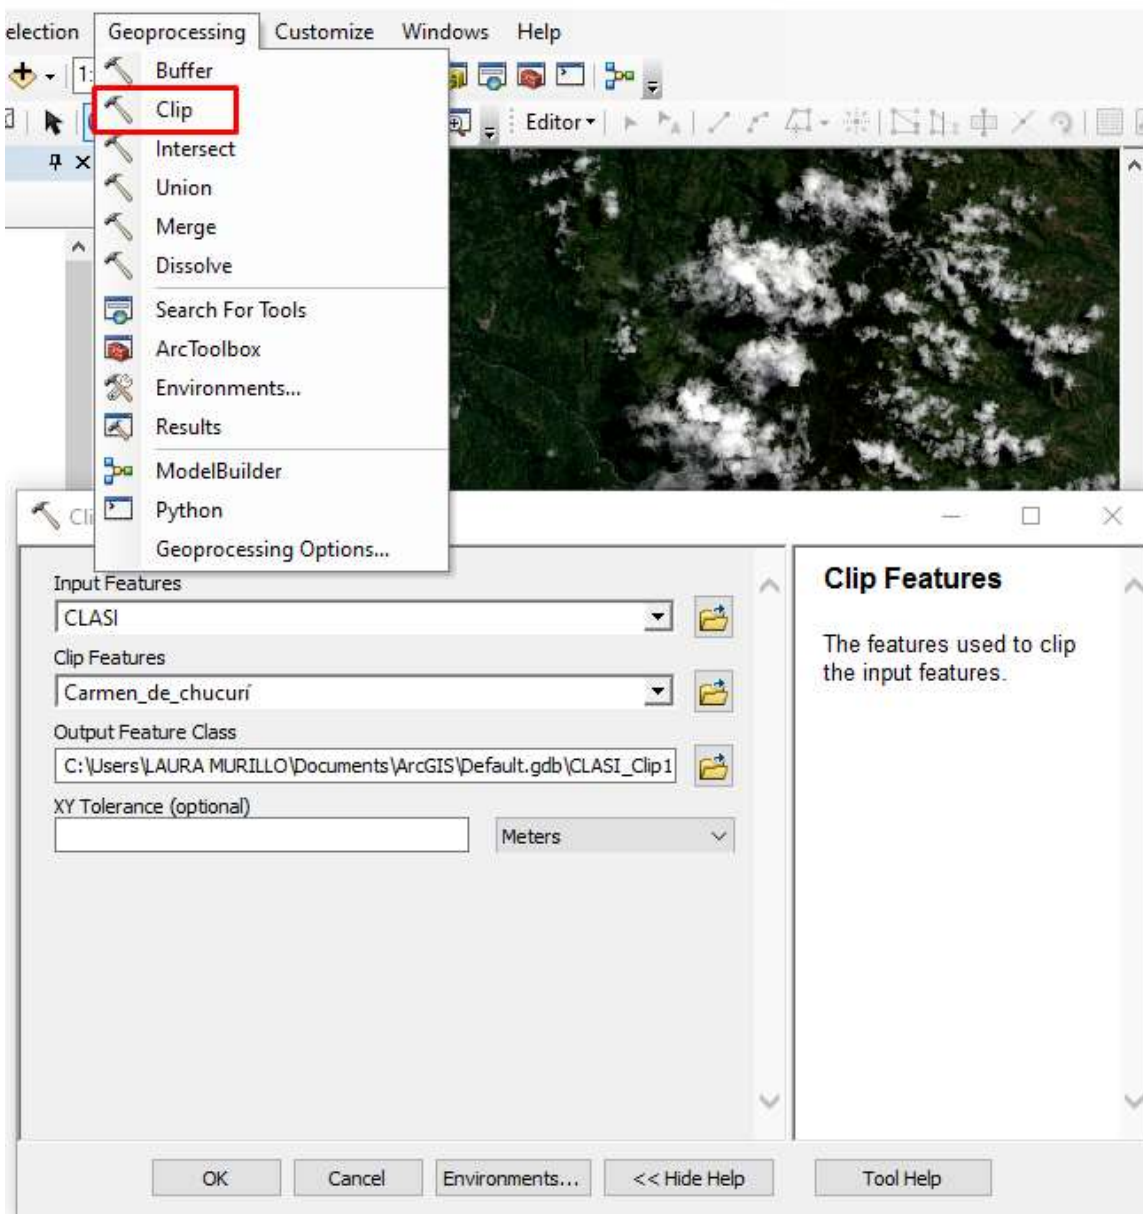 election Geoprocessing Customize Windows Help
Buffer
1:
Clip
Editor
Intersect
Union
Merge
Dissolve
Search For Tools
ArcToolbox
Environments...
Results
ModelBuilder
Python
Cli
Geoprocessing Options...
Input Features
CLASI
Clip Features
Carmen_de_chucurí
Output Feature Class
C:\Users\LAURA MURILLO\Documents\ArcGIS\Default.gdb\CLASI_Clip1
XY Tolerance (optional)
Meters
Clip Features
The features used to clip
the input features.
OK Cancel Environments... << Hide Help Tool Help